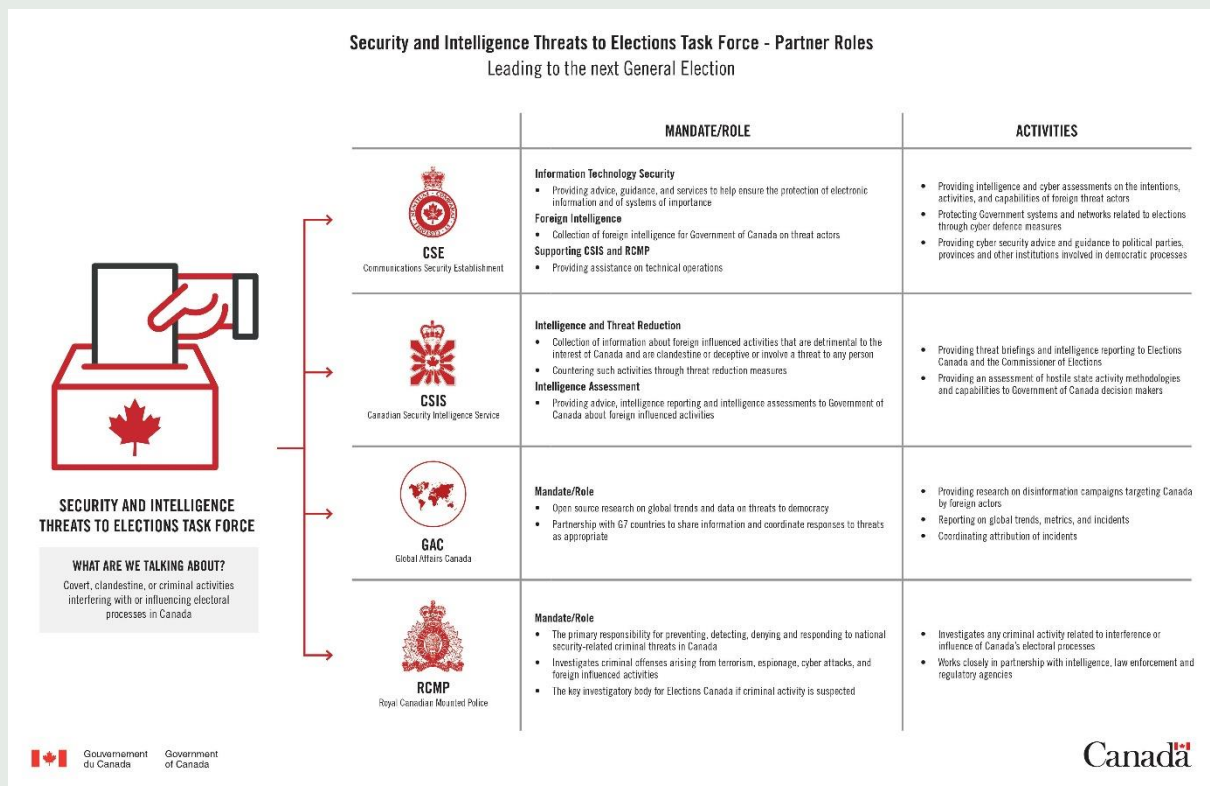 Security and Intelligence Threats to Elections Task Force - Partner Roles
Leading to the next General Election
MANDATE/ROLE
ACTIVITIES
CSE
Communications Security Establishment
Information Technology Security
• Providing advice, guidance, and services to help ensure the protection of electronic
information and of systems of importance
Foreign Intelligence
• Collection of foreign intelligence for Government of Canada on threat actors
Supporting CSIS and RCMP
• Providing assistance on technical operations
• Providing intelligence and cyber assessments on the intentions,
activities, and capabilities of foreign threat actors
• Protecting Government systems and networks related to elections
through cyber defence measures
• Providing cyber security advice and guidance to political parties,
provinces and other institutions involved in democratic processes
CSIS
Canadian Security Intelligence Service
Intelligence and Threat Reduction
• Collection of information about foreign influenced activities that are detrimental to the
interest of Canada and are clandestine or deceptive or involve a threat to any person
• Countering such activities through threat reduction measures
Intelligence Assessment
• Providing advice, intelligence reporting and intelligence assessments to Government of
Canada about foreign influenced activities
• Providing threat briefings and intelligence reporting to Elections
Canada and the Commissioner of Elections
• Providing an assessment of hostile state activity methodologies
and capabilities to Government of Canada decision makers
SECURITY AND INTELLIGENCE
THREATS TO ELECTIONS TASK FORCE
WHAT ARE WE TALKING ABOUT?
Covert, clandestine, or criminal activities
interfering with or influencing electoral
processes in Canada
GAC
Global Affairs Canada
Mandate/Role
• Open source research on global trends and data on threats to democracy
• Partnership with G7 countries to share information and coordinate responses to threats
as appropriate
• Providing research on disinformation campaigns targeting Canada
by foreign actors
• Reporting on global trends, metrics, and incidents
• Coordinating attribution of incidents
RCMP
Royal Canadian Mounted Police
Mandate/Role
• The primary responsibility for preventing, detecting, denying and responding to national
security-related criminal threats in Canada
• Investigates criminal offenses arising from terrorism, espionage, cyber attacks, and
foreign influenced activities
• The key investigatory body for Elections Canada if criminal activity is suspected
• Investigates any criminal activity related to interference or
influence of Canada's electoral processes
• Works closely in partnership with intelligence, law enforcement and
regulatory agencies
Gouvernement
du Canada
Government
of Canada
Canada